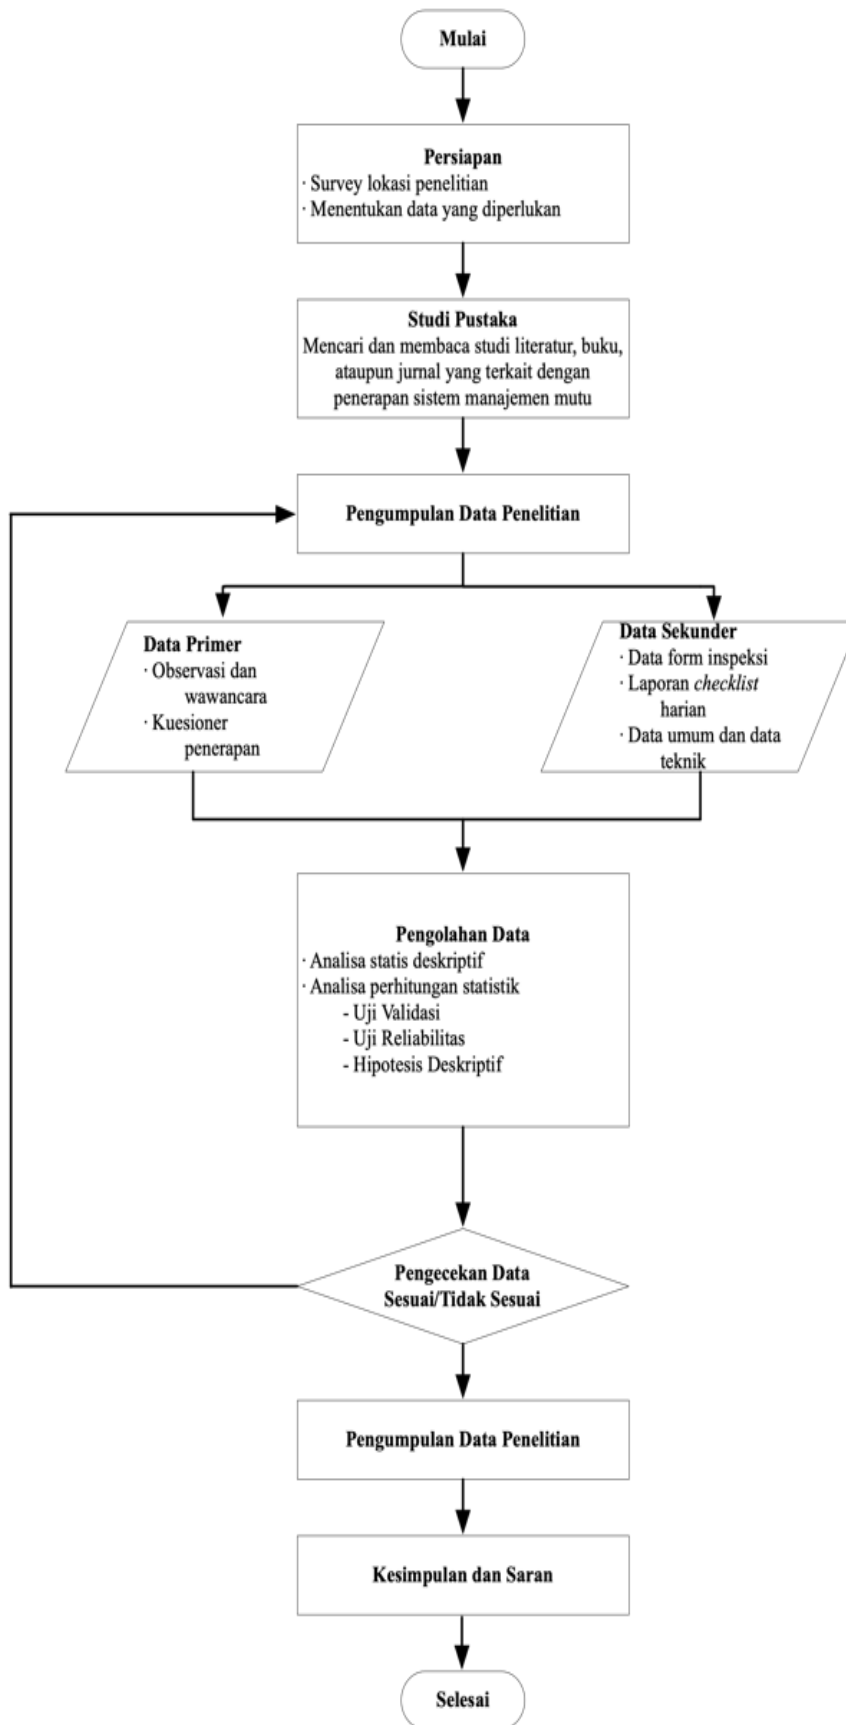 Mulai
Persiapan
· Survey lokasi penelitian
· Menentukan data yang diperlukan
Studi Pustaka
Mencari dan membaca studi literatur, buku,
ataupun jurnal yang terkait dengan
penerapan sistem manajemen mutu
Pengumpulan Data Penelitian
Data Primer
· Observasi dan
wawancara
· Kuesioner
penerapan
Data Sekunder
· Data form inspeksi
· Laporan checklist
harian
· Data umum dan data
teknik
Pengolahan Data
· Analisa statis deskriptif
· Analisa perhitungan statistik
- Uji Validasi
- Uji Reliabilitas
- Hipotesis Deskriptif
Pengecekan Data
Sesuai/Tidak Sesuai
Pengumpulan Data Penelitian
Kesimpulan dan Saran
Selesai